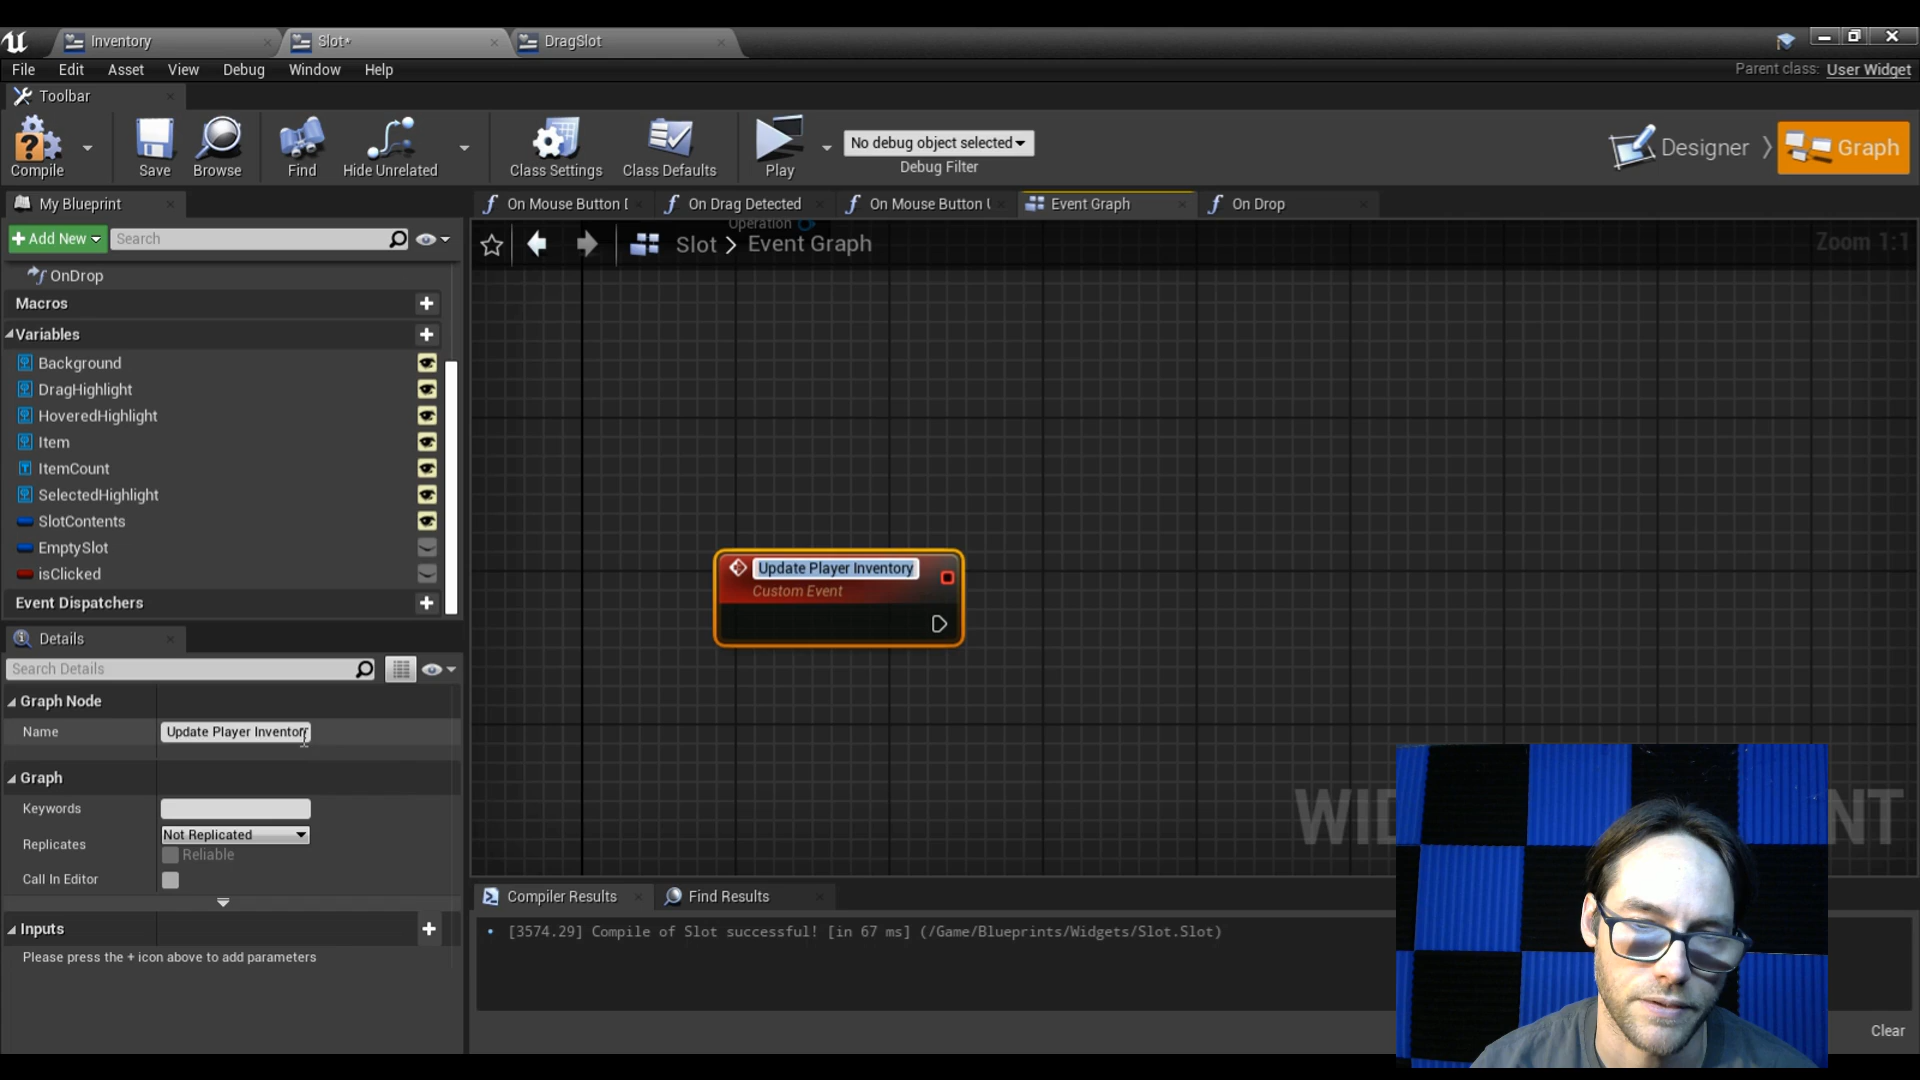 Inventory
Slot*
DragSlot
File
Edit
Asset
View
Debug
Window
Help
Parent class:
User Widget
Toolbar
Compile
Save
Browse
Find
Hide Unrelated
Class Settings
Class Defaults
Play
No debug object selected
Debug Filter
Designer
Graph
My Blueprint
On Mouse Button D
On Drag Detected
On Mouse Button U
Event Graph
On Drop
+ Add New
Search
Operation
Slot > Event Graph
Zoom 1:1
OnDrop
Macros
Variables
Background
DragHighlight
HoveredHighlight
Item
ItemCount
SelectedHighlight
SlotContents
EmptySlot
isClicked
Event Dispatchers
Update Player Inventory
Custom Event
Details
Search Details
Graph Node
Name
Update Player Inventory
Graph
Keywords
Replicates
Not Replicated
Reliable
Call In Editor
Inputs
Please press the + icon above to add parameters
Compiler Results
Find Results
[3574.29] Compile of Slot successful! [in 67 ms] (/Game/Blueprints/Widgets/Slot.Slot)
Clear